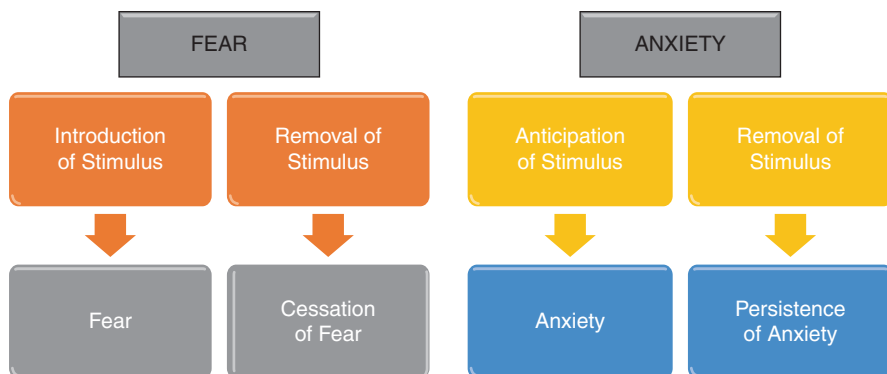 FEAR
ANXIETY
Introduction
of Stimulus
Removal of
Stimulus
Anticipation
of Stimulus
Removal of
Stimulus
Fear
Cessation
of Fear
Anxiety
Persistence
of Anxiety